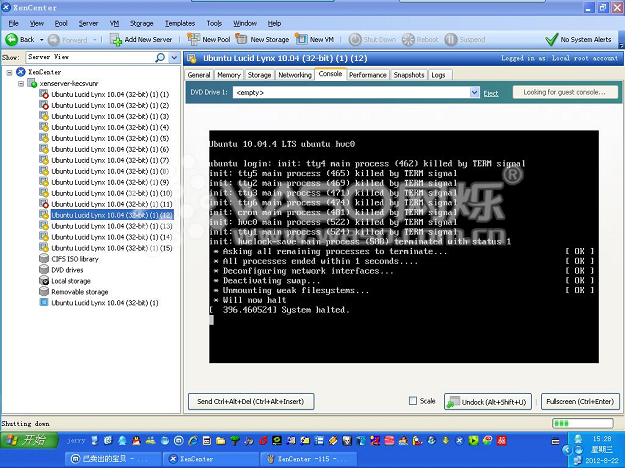 XenCenter
File View Pool Server VM Storage Templates Tools Window Help
Back Forward Add New Server New Pool New Storage New VM Shut Down Reboot Suspend No System Alerts
Show: Server View
Ubuntu Lucid Lynx 10.04 (32-bit) (1) (12) Logged in as: Local root account
XenCenter
xenserver-kecsvunr
Ubuntu Lucid Lynx 10.04 (32-bit) (1) (1)
Ubuntu Lucid Lynx 10.04 (32-bit) (1) (2)
Ubuntu Lucid Lynx 10.04 (32-bit) (1) (3)
Ubuntu Lucid Lynx 10.04 (32-bit) (1) (4)
Ubuntu Lucid Lynx 10.04 (32-bit) (1) (5)
Ubuntu Lucid Lynx 10.04 (32-bit) (1) (6)
Ubuntu Lucid Lynx 10.04 (32-bit) (1) (7)
Ubuntu Lucid Lynx 10.04 (32-bit) (1) (8)
Ubuntu Lucid Lynx 10.04 (32-bit) (1) (9)
Ubuntu Lucid Lynx 10.04 (32-bit) (1) (10)
Ubuntu Lucid Lynx 10.04 (32-bit) (1) (11)
Ubuntu Lucid Lynx 10.04 (32-bit) (1) (12)
Ubuntu Lucid Lynx 10.04 (32-bit) (1) (13)
Ubuntu Lucid Lynx 10.04 (32-bit) (1) (14)
Ubuntu Lucid Lynx 10.04 (32-bit) (1) (15)
CIFS ISO library
DVD drives
Local storage
Removable storage
Ubuntu Lucid Lynx 10.04 (32-bit) (1)
General Memory Storage Networking Console Performance Snapshots Logs
DVD Drive 1: <empty> Eject Looking for guest console...
Ubuntu 10.04.4 LTS ubuntu hvc0
ubuntu login: init: tty4 main process (462) killed by TERM signal
init: tty5 main process (465) killed by TERM signal
init: tty2 main process (469) killed by TERM signal
init: tty3 main process (471) killed by TERM signal
init: tty6 main process (474) killed by TERM signal
init: cron main process (481) killed by TERM signal
init: hvc0 main process (522) killed by TERM signal
init: tty1 main process (524) killed by TERM signal
init: hwclock-save main process (588) terminated with status 1
* Asking all remaining processes to terminate... [ OK ]
* All processes ended within 1 seconds.... [ OK ]
* Deconfiguring network interfaces... [ OK ]
* Deactivating swap... [ OK ]
* Unmounting weak filesystems... [ OK ]
* Will now halt
[ 396.460524] System halted.
Send Ctrl+Alt+Del (Ctrl+Alt+Insert) Scale Undock (Alt+Shift+U) Fullscreen (Ctrl+Enter)
Shutting down
开始 jerry 15:28
星期三
2012-8-22
已卖出的宝贝 - ... XenCenter XenCenter -115 - ...